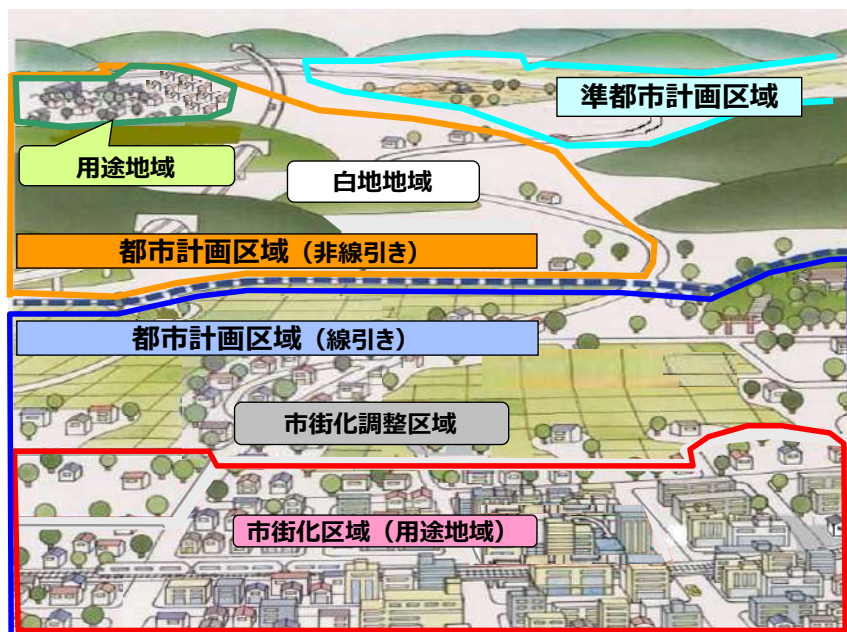 準都市計画区域
用途地域
白地地域
都市計画区域（非線引き）
都市計画区域（線引き）
市街化調整区域
市街化区域（用途地域）